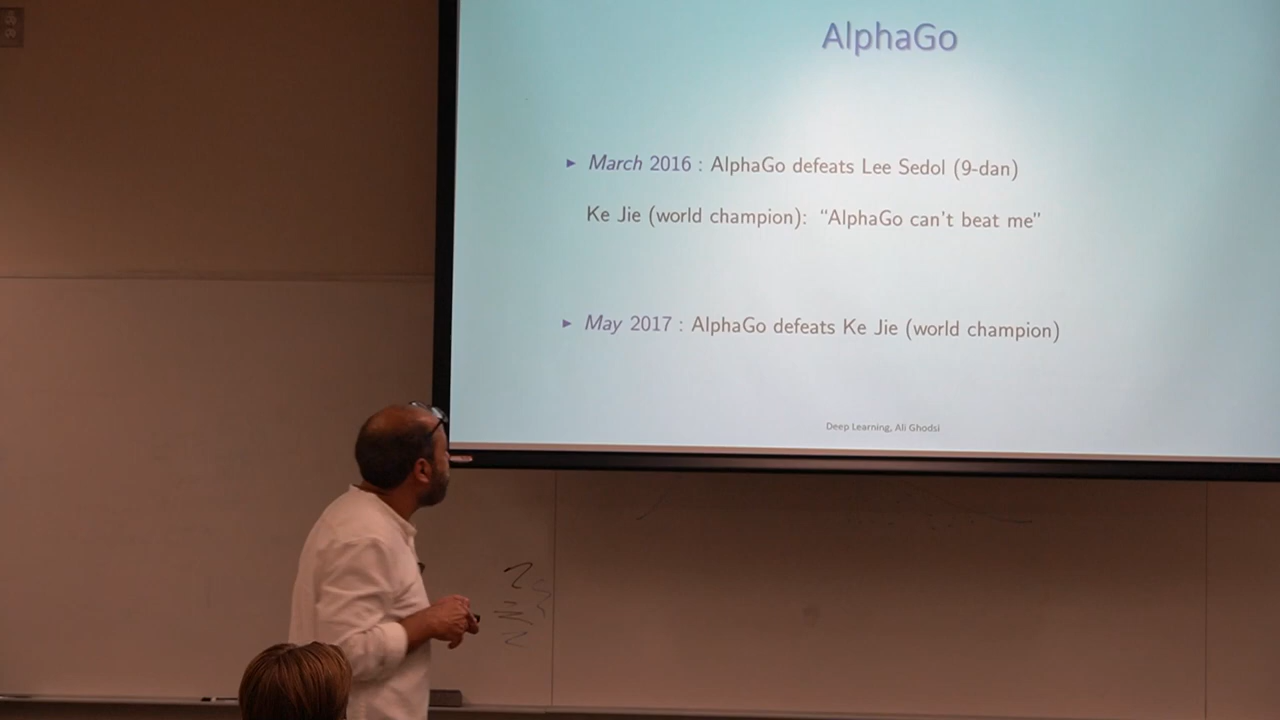 AlphaGo
▶ March 2016 : AlphaGo defeats Lee Sedol (9-dan)
Ke Jie (world champion): “AlphaGo can't beat me”
▶ May 2017 : AlphaGo defeats Ke Jie (world champion)
Deep Learning, Ali Ghodsi